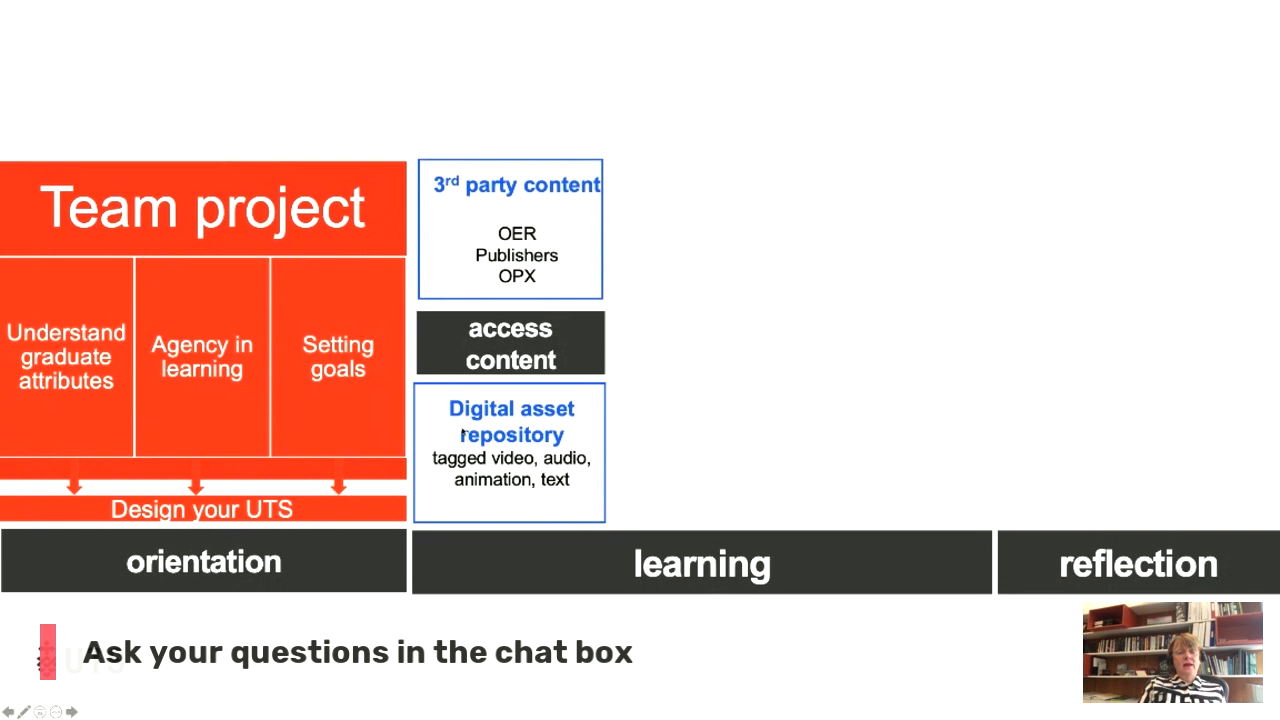 Team project
Understand
graduate
attributes
Agency in
learning
Setting
goals
Design your UTS
3rd party content
OER
Publishers
OPX
access
content
Digital asset
repository
tagged video, audio,
animation, text
orientation
learning
reflection
Ask your questions in the chat box
UTS